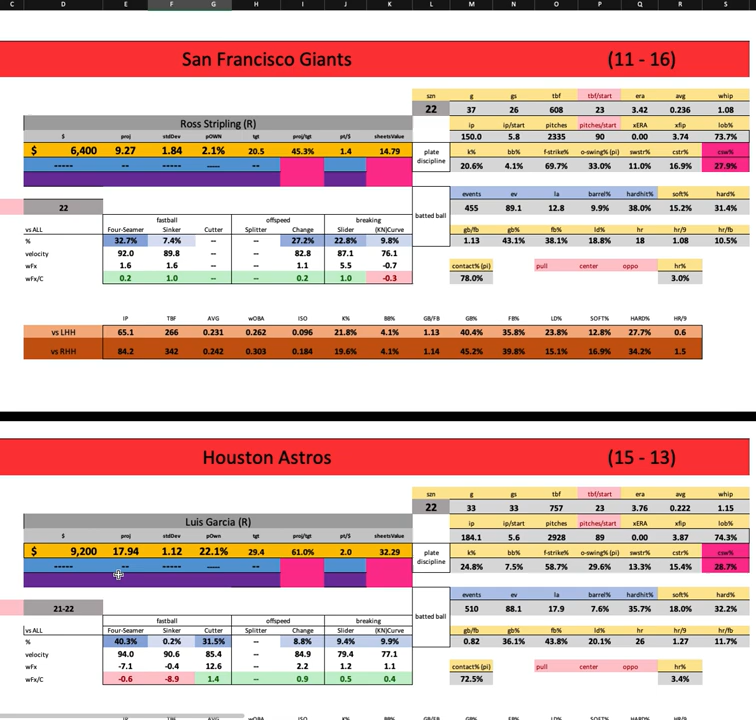 C D E F G H I J K L M N O P Q R S
San Francisco Giants (11 - 16)
szn g gs tbf tbf/start era avg whip
22 37 26 608 23 3.42 0.236 1.08
Ross Stripling (R) ip ip/start pitches pitches/start xERA xfip lob%
$ proj stdDev pOWN tgt proj/tgt pt/$ sheetsValue 150.0 5.8 2335 90 0.00 3.74 73.7%
$ 6,400 9.27 1.84 2.1% 20.5 45.3% 1.4 14.79 plate discipline k% bb% f-strike% o-swing% (pi) swstr% cstr% csw%
----- -- ----- ---- -- 20.6% 4.1% 69.7% 33.0% 11.0% 16.9% 27.9%
events ev la barrel% hardhit% soft% hard%
22 batted ball 455 89.1 12.8 9.9% 38.0% 15.2% 31.4%
fastball offspeed breaking
vs ALL Four-Seamer Sinker Cutter Splitter Change Slider (KN)Curve gb/fb gb% fb% ld% hr hr/9 hr/fb
% 32.7% 7.4% -- -- 27.2% 22.8% 9.8% 1.13 43.1% 38.1% 18.8% 18 1.08 10.5%
velocity 92.0 89.8 -- -- 82.8 87.1 76.1
wFx 1.6 1.6 -- -- 1.1 5.5 -0.7 contact% (pi) pull center oppo hr%
wFx/C 0.2 1.0 -- -- 0.2 1.0 -0.3 78.0% 3.0%
IP TBF AVG wOBA ISO K% BB% GB/FB GB% FB% LD% SOFT% HARD% HR/9
vs LHH 65.1 266 0.231 0.262 0.096 21.8% 4.1% 1.13 40.4% 35.8% 23.8% 12.8% 27.7% 0.6
vs RHH 84.2 342 0.242 0.303 0.184 19.6% 4.1% 1.14 45.2% 39.8% 15.1% 16.9% 34.2% 1.5
Houston Astros (15 - 13)
szn g gs tbf tbf/start era avg whip
22 33 33 757 23 3.76 0.222 1.15
Luis Garcia (R) ip ip/start pitches pitches/start xERA xfip lob%
$ proj stdDev pOwn tgt proj/tgt pt/$ sheetsValue 184.1 5.6 2928 89 0.00 3.87 74.3%
$ 9,200 17.94 1.12 22.1% 29.4 61.0% 2.0 32.29 plate discipline k% bb% f-strike% o-swing% (pi) swstr% cstr% csw%
----- -- ----- ---- -- 24.8% 7.5% 58.7% 29.6% 13.3% 15.4% 28.7%
events ev la barrel% hardhit% soft% hard%
21-22 batted ball 510 88.1 17.9 7.6% 35.7% 18.0% 32.2%
fastball offspeed breaking
vs ALL Four-Seamer Sinker Cutter Splitter Change Slider (KN)Curve gb/fb gb% fb% ld% hr hr/9 hr/fb
% 40.3% 0.2% 31.5% -- 8.8% 9.4% 9.9% 0.82 36.1% 43.8% 20.1% 26 1.27 11.7%
velocity 94.0 90.6 85.4 -- 84.9 79.4 77.1
wFx -7.1 -0.4 12.6 -- 2.2 1.2 1.1 contact% (pi) pull center oppo hr%
wFx/C -0.6 -8.9 1.4 -- 0.9 0.5 0.4 72.5% 3.4%
IP TBF AVG wOBA ISO K% BB% GB/FB GB% FB% LD% SOFT% HARD% HR/9